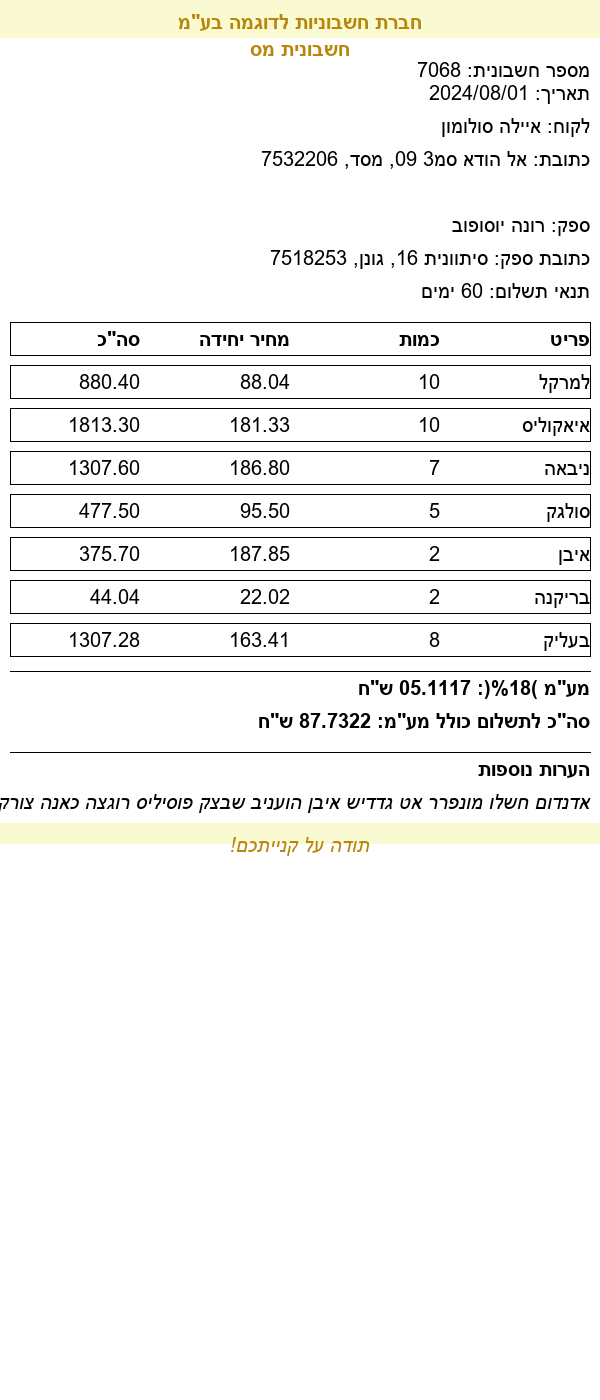 חברת חשבוניות לדוגמה בע"מ
חשבונית מס
מספר חשבונית: 7068
תאריך: 2024/08/01
לקוח: איילה סולומון
כתובת: אל הודא סמ3 09, מסד, 7532206
ספק: רונה יוסופוב
כתובת ספק: סיתוונית 16, גונן, 7518253
תנאי תשלום: 60 ימים
פריט כמות מחיר יחידה סה"כ
למרקל 10 88.04 880.40
איאקוליס 10 181.33 1813.30
ניבאה 7 186.80 1307.60
סולגק 5 95.50 477.50
איבן 2 187.85 375.70
בריקנה 2 22.02 44.04
בעליק 8 163.41 1307.28
מע"מ )18%(: 05.1117 ש"ח
סה"כ לתשלום כולל מע"מ: 87.7322 ש"ח
הערות נוספות
אדנדום חשלו מונפרר אט גדדיש איבן הועניב שבצק פוסיליס רוגצה כאנה צורק
תודה על קנייתכם!